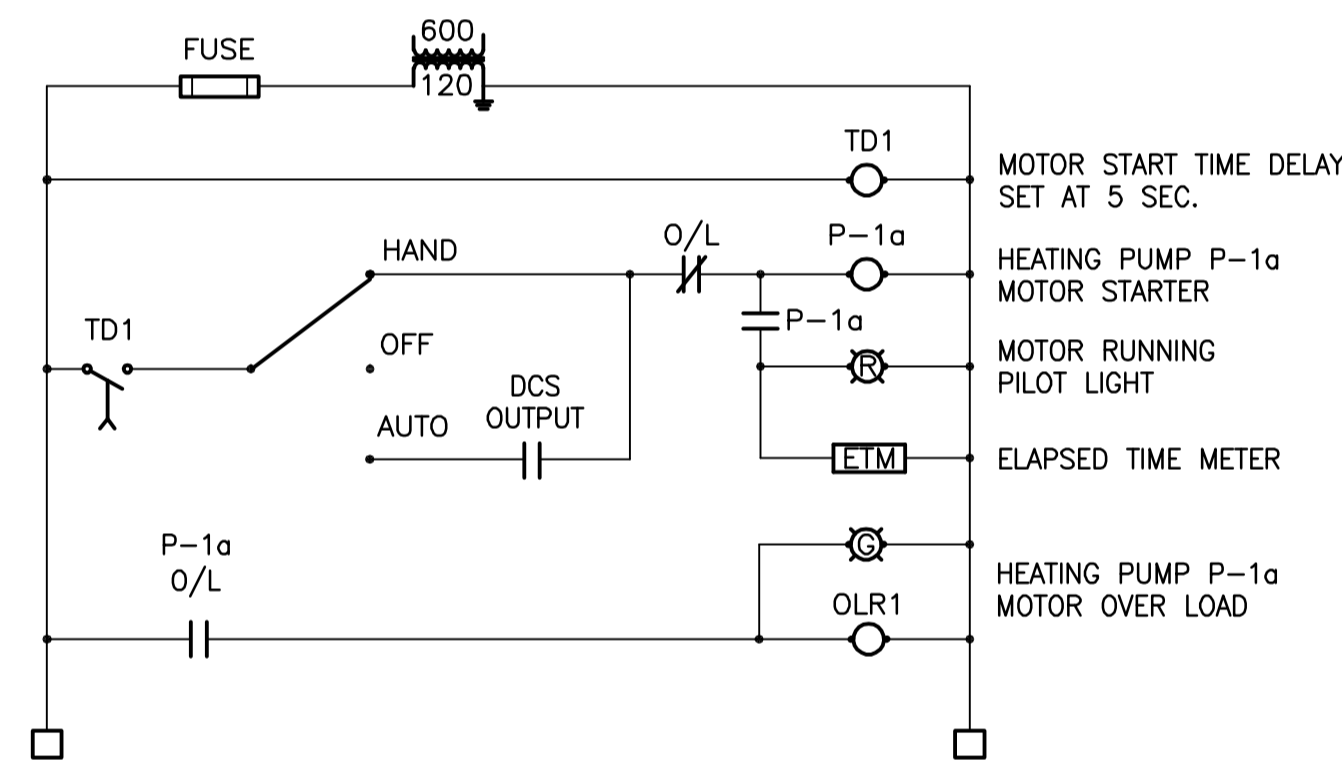 600
FUSE
120
TD1
MOTOR START TIME DELAY
SET AT 5 SEC.
O/L
P-1a
HAND
HEATING PUMP P-1a
MOTOR STARTER
TD1
P-1a
OFF
MOTOR RUNNING
PILOT LIGHT
R
DCS
OUTPUT
AUTO
ETM
ELAPSED TIME METER
P-1a
O/L
G
HEATING PUMP P-1a
MOTOR OVER LOAD
OLR1